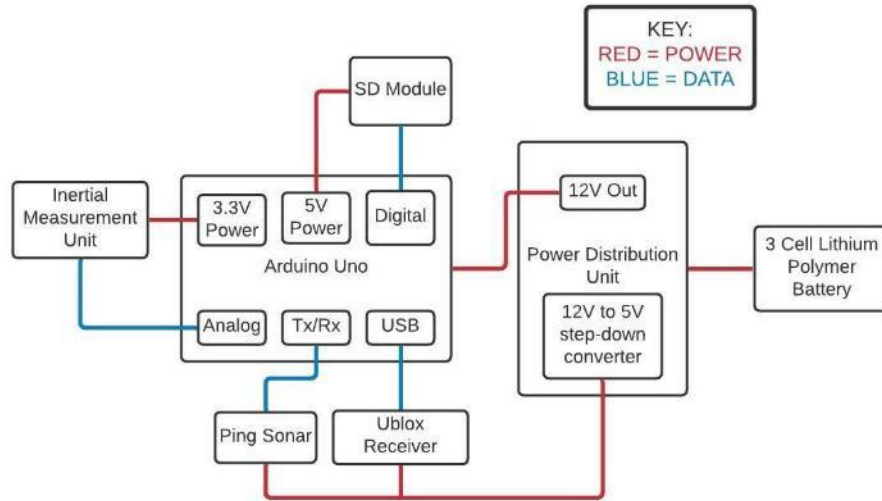 KEY:
RED = POWER
BLUE = DATA
SD Module
Inertial
Measurement
Unit
3.3V
Power
5V
Power
Digital
Arduino Uno
Analog
Tx/Rx
USB
Ping Sonar
Ublox
Receiver
12V Out
Power Distribution
Unit
12V to 5V
step-down
converter
3 Cell Lithium
Polymer
Battery